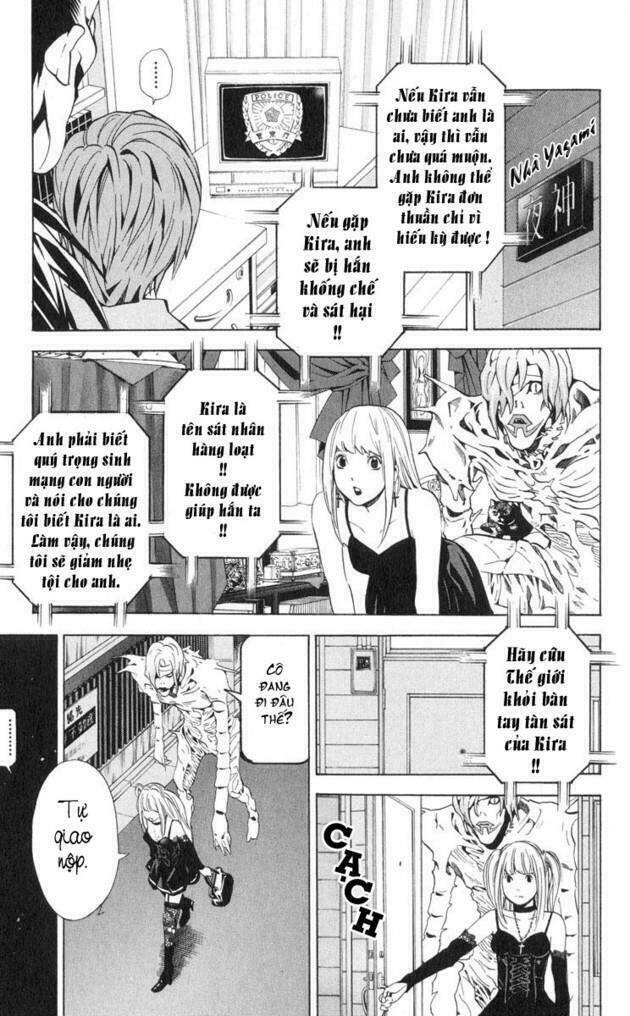 Nếu Kira vẫn
chưa biết anh là
ai, vậy thì vẫn
chưa quá muộn.
Anh không thể
gặp Kira đơn
thuần chỉ vì
hiếu kỳ được !
Nhà Yagami
夜神
POLICE
警察庁
.......
Nếu gặp
Kira, anh
sẽ bị hắn
khống chế
và sát hại
!!
Kira là
tên sát nhân
hàng loạt
!!
Không được
giúp hắn ta
!!
Anh phải biết
quý trọng sinh
mạng con người
và nói cho chúng
tôi biết Kira là ai.
Làm vậy, chúng
tôi sẽ giảm nhẹ
tội cho anh.
Hãy cứu
Thế giới
khỏi bàn
tay tàn sát
của Kira
!!
CẠCH
CÔ
ĐANG
ĐI ĐÂU
THẾ?
Tự
giao
nộp.
........